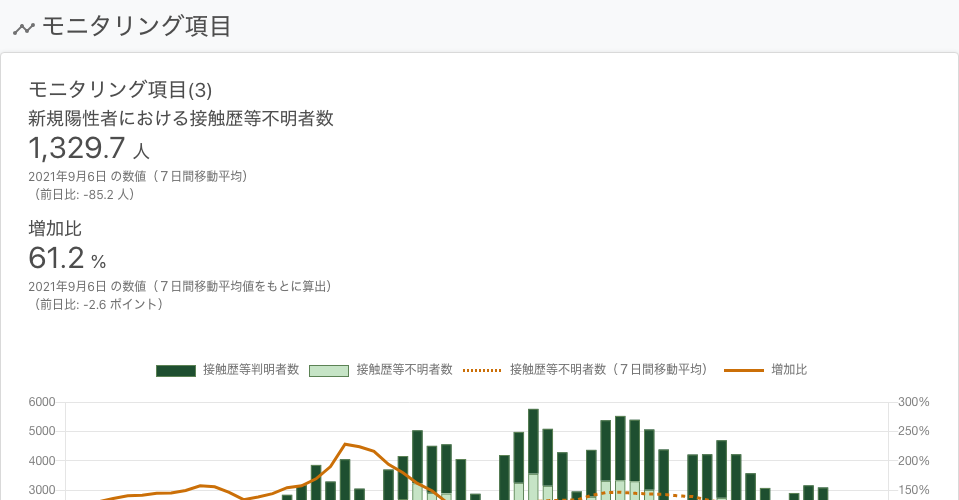 モニタリング項目
モニタリング項目(3)
新規陽性者における接触歴等不明者数
1,329.7 人
2021年9月6日 の数値（７日間移動平均）
（前日比: -85.2 人）
増加比
61.2 %
2021年9月6日 の数値（７日間移動平均値をもとに算出）
（前日比: -2.6 ポイント）
接触歴等判明者数 接触歴等不明者数 接触歴等不明者数（７日間移動平均） 増加比
6000 300%
5000 250%
4000 200%
3000 150%